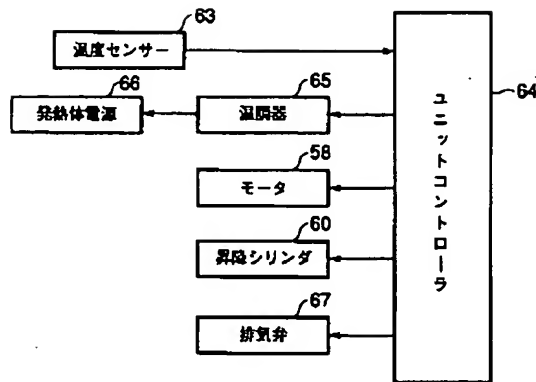 63
温度センサー
66
発熱体電源
65
温調器
58
モータ
60
昇降シリンダ
67
排気弁
ユニットコントローラ
64